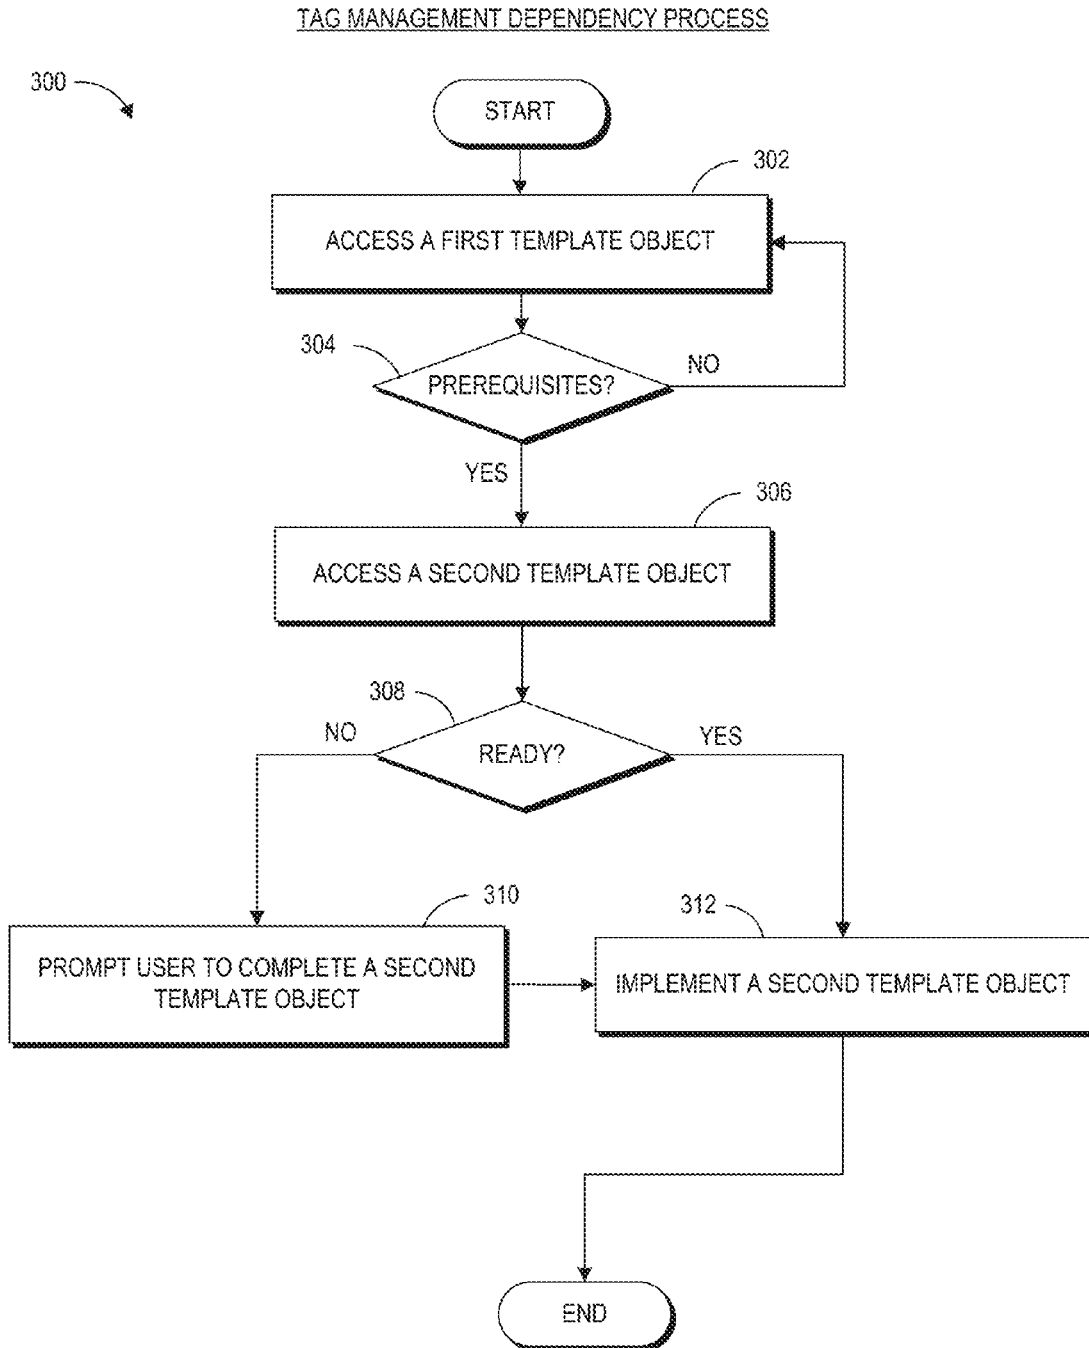 TAG MANAGEMENT DEPENDENCY PROCESS
300
START
302
ACCESS A FIRST TEMPLATE OBJECT
304
PREREQUISITES?
NO
YES
306
ACCESS A SECOND TEMPLATE OBJECT
308
NO
READY?
YES
310
PROMPT USER TO COMPLETE A SECOND
TEMPLATE OBJECT
312
IMPLEMENT A SECOND TEMPLATE OBJECT
END